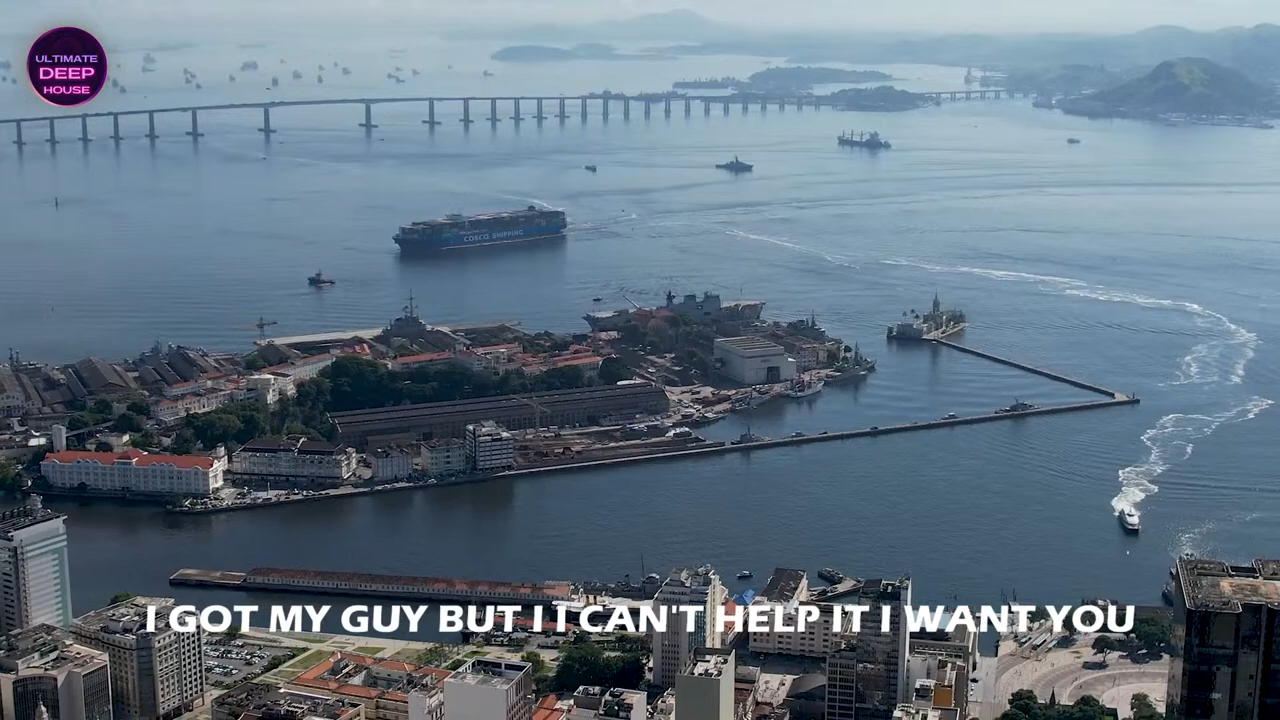 ULTIMATE
DEEP
HOUSE
COSCO SHIPPING
I GOT MY GUY BUT I I CAN'T HELP IT I WANT YOU